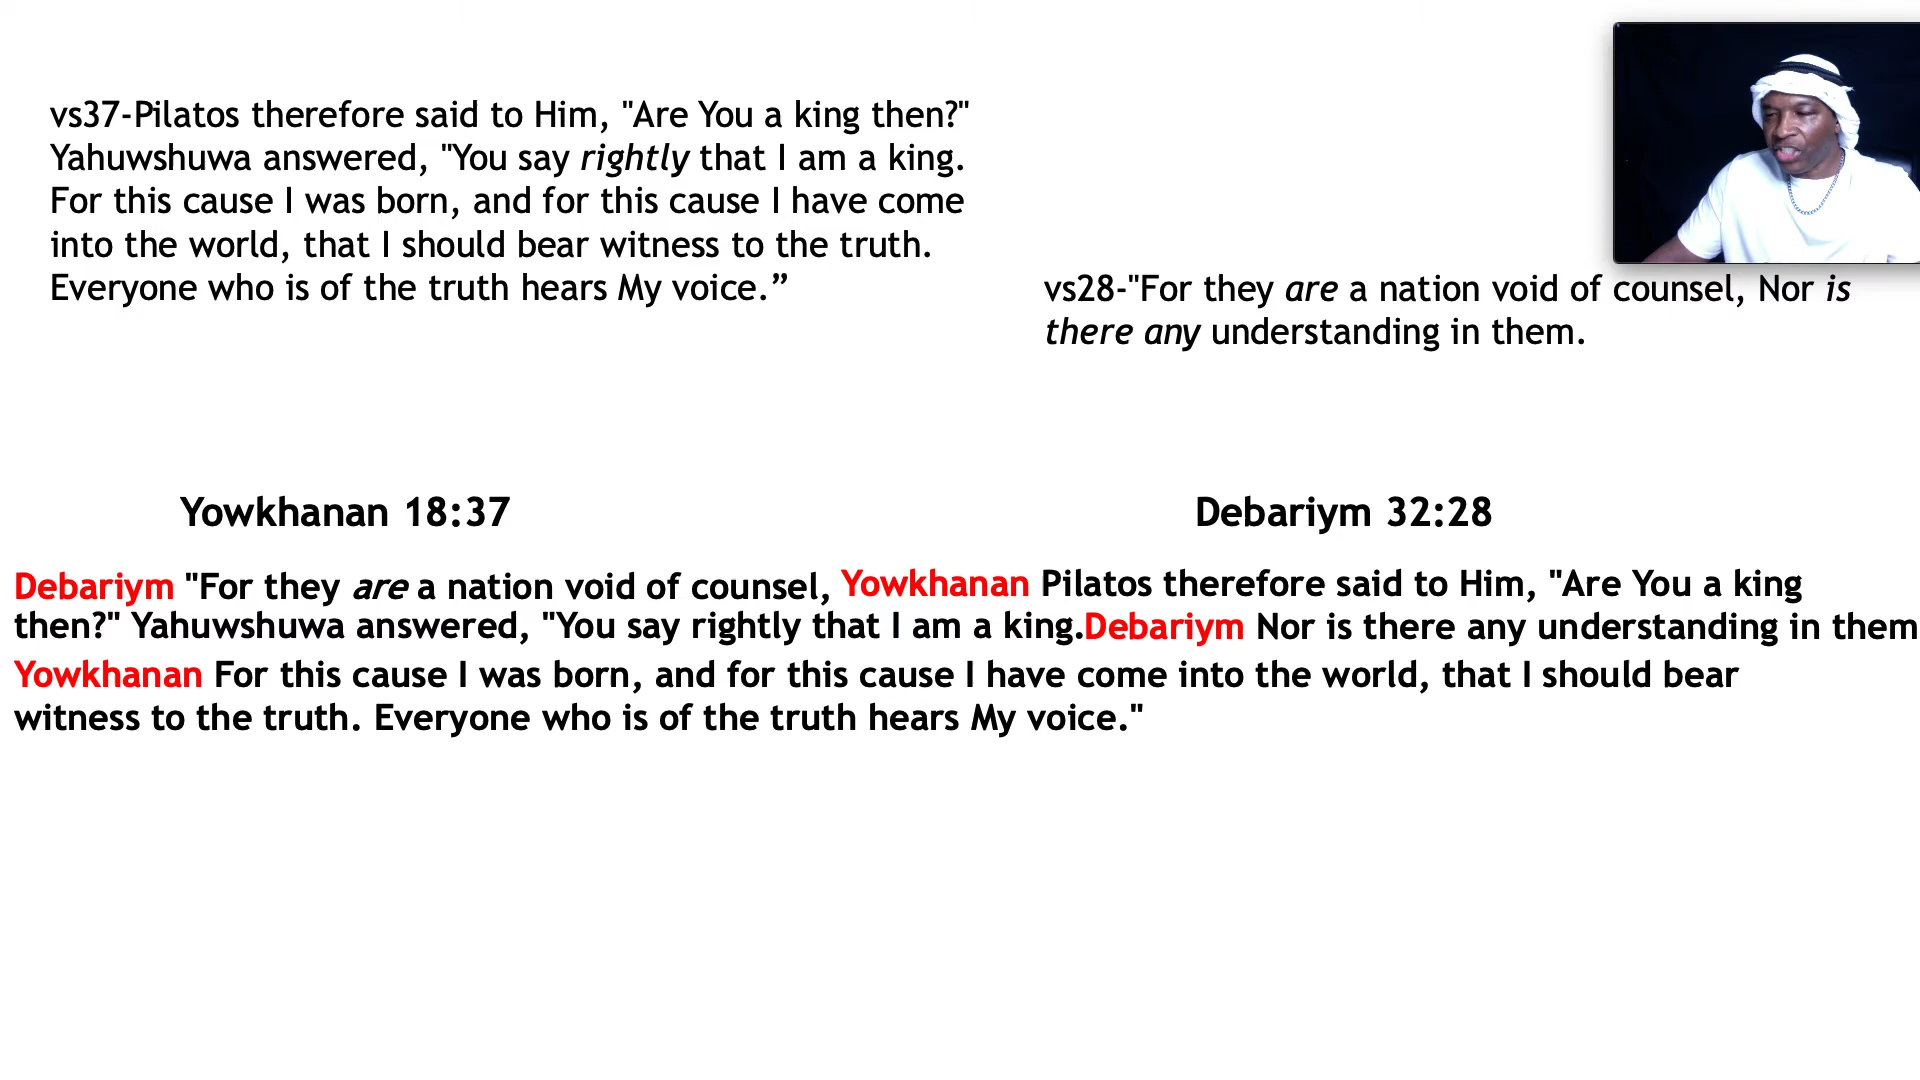 vs37-Pilatos therefore said to Him, "Are You a king then?"
Yahuwshuwa answered, "You say rightly that I am a king.
For this cause I was born, and for this cause I have come
into the world, that I should bear witness to the truth.
Everyone who is of the truth hears My voice.”
vs28-"For they are a nation void of counsel, Nor is
there any understanding in them.
Yowkhanan 18:37
Debariym 32:28
Debariym "For they are a nation void of counsel, Yowkhanan Pilatos therefore said to Him, "Are You a king
then?" Yahuwshuwa answered, "You say rightly that I am a king.Debariym Nor is there any understanding in them
Yowkhanan For this cause I was born, and for this cause I have come into the world, that I should bear
witness to the truth. Everyone who is of the truth hears My voice."